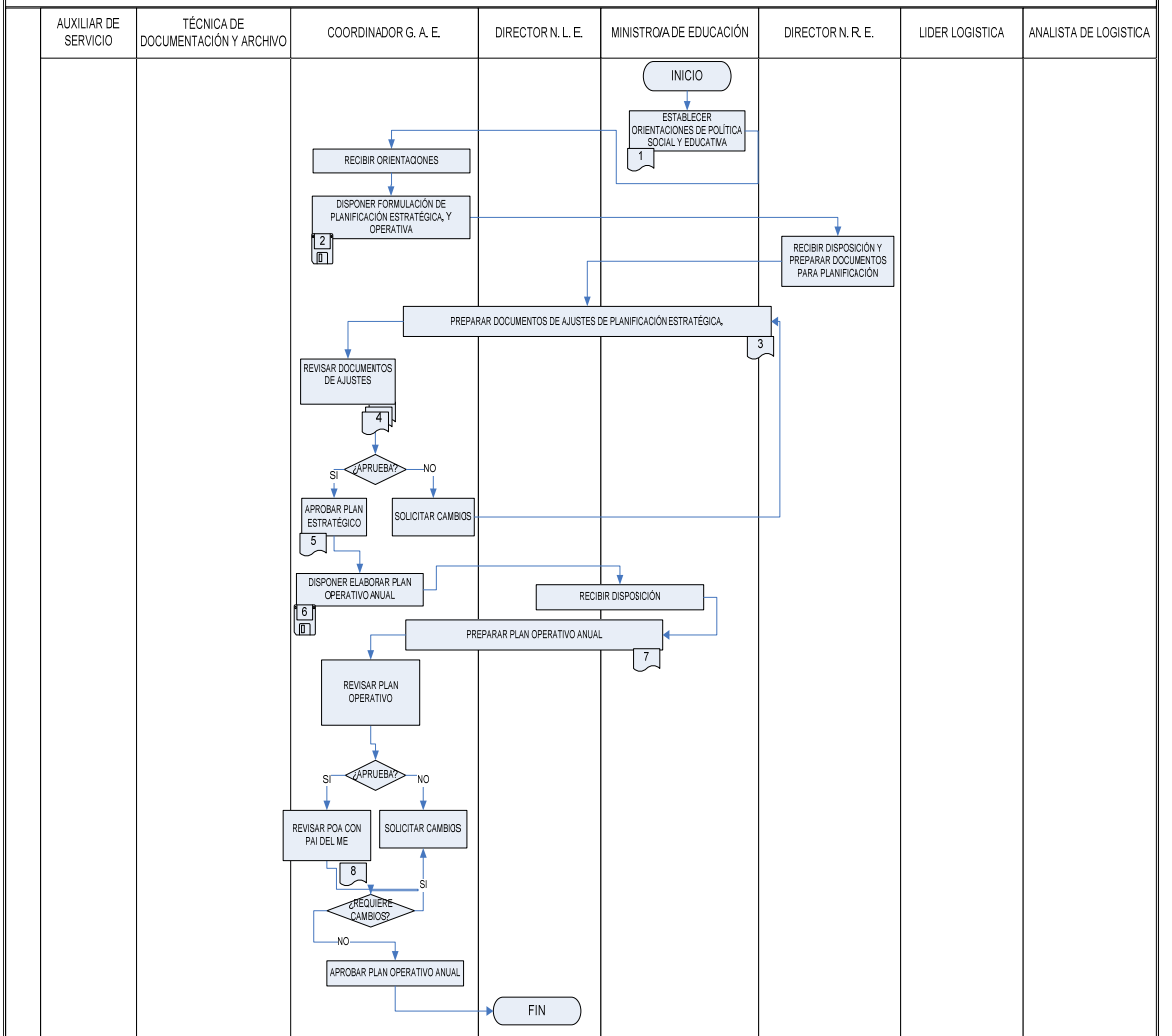 AUXILIAR DE
SERVICIO
TÉCNICA DE
DOCUMENTACIÓN Y ARCHIVO
COORDINADOR G. A. E.
DIRECTOR N. L. E.
MINISTRO/A DE EDUCACIÓN
DIRECTOR N. R. E.
LIDER LOGISTICA
ANALISTA DE LOGISTICA
INICIO
ESTABLECER
ORIENTACIONES DE POLÍTICA
SOCIAL Y EDUCATIVA
1
RECIBIR ORIENTACIONES
DISPONER FORMULACIÓN DE
PLANIFICACIÓN ESTRATÉGICA, Y
OPERATIVA
2
RECIBIR DISPOSICIÓN Y
PREPARAR DOCUMENTOS
PARA PLANIFICACIÓN
PREPARAR DOCUMENTOS DE AJUSTES DE PLANIFICACIÓN ESTRATÉGICA,
3
REVISAR DOCUMENTOS
DE AJUSTES
4
¿APRUEBA?
SI
NO
APROBAR PLAN
ESTRATÉGICO
SOLICITAR CAMBIOS
5
DISPONER ELABORAR PLAN
OPERATIVO ANUAL
RECIBIR DISPOSICIÓN
6
PREPARAR PLAN OPERATIVO ANUAL
7
REVISAR PLAN
OPERATIVO
¿APRUEBA?
SI
NO
REVISAR POA CON
PAI DEL ME
SOLICITAR CAMBIOS
8
SI
¿REQUIERE
CAMBIOS?
NO
APROBAR PLAN OPERATIVO ANUAL
FIN